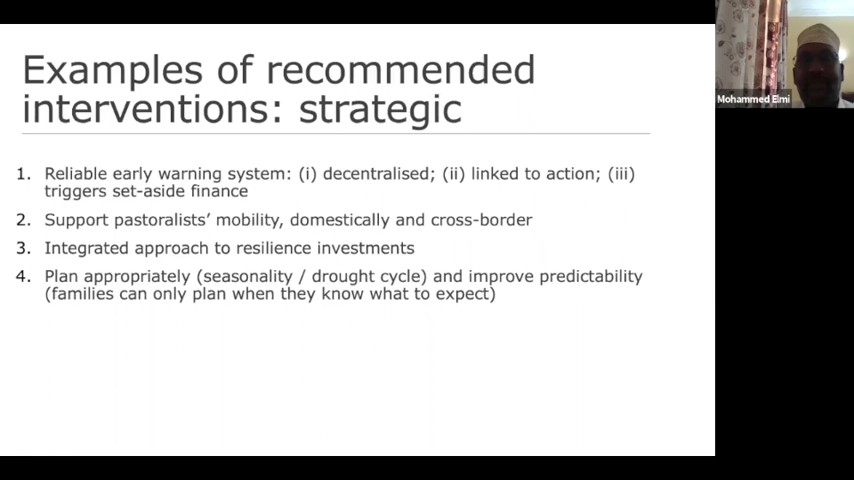 Examples of recommended
interventions: strategic
1. Reliable early warning system: (i) decentralised; (ii) linked to action; (iii)
triggers set-aside finance
2. Support pastoralists’ mobility, domestically and cross-border
3. Integrated approach to resilience investments
4. Plan appropriately (seasonality / drought cycle) and improve predictability
(families can only plan when they know what to expect)
Mohammed Elmi